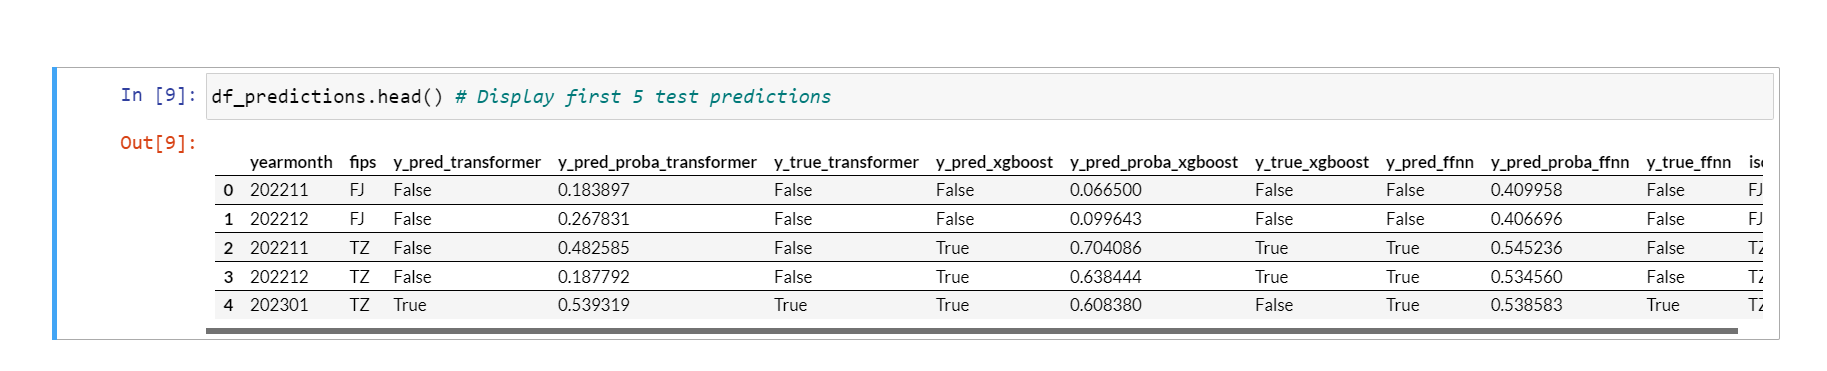 In [9]: df_predictions.head() # Display first 5 test predictions
Out[9]:
yearmonth fips y_pred_transformer y_pred_proba_transformer y_true_transformer y_pred_xgboost y_pred_proba_xgboost y_true_xgboost y_pred_ffnn y_pred_proba_ffnn y_true_ffnn
0 202211 FJ False 0.183897 False False 0.066500 False False 0.409958 False FJ
1 202212 FJ False 0.267831 False False 0.099643 False False 0.406696 False FJ
2 202211 TZ False 0.482585 False True 0.704086 True True 0.545236 False TZ
3 202212 TZ False 0.187792 False True 0.638444 True True 0.534560 False TZ
4 202301 TZ True 0.539319 True True 0.608380 False True 0.538583 True TZ